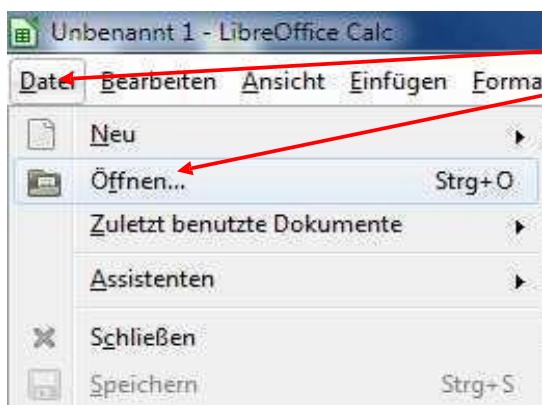 Unbenannt 1 - LibreOffice Calc
Datei Bearbeiten Ansicht Einfügen Forma
Neu
Öffnen... Strg+O
Zuletzt benutzte Dokumente
Assistenten
Schließen
Speichern Strg+S